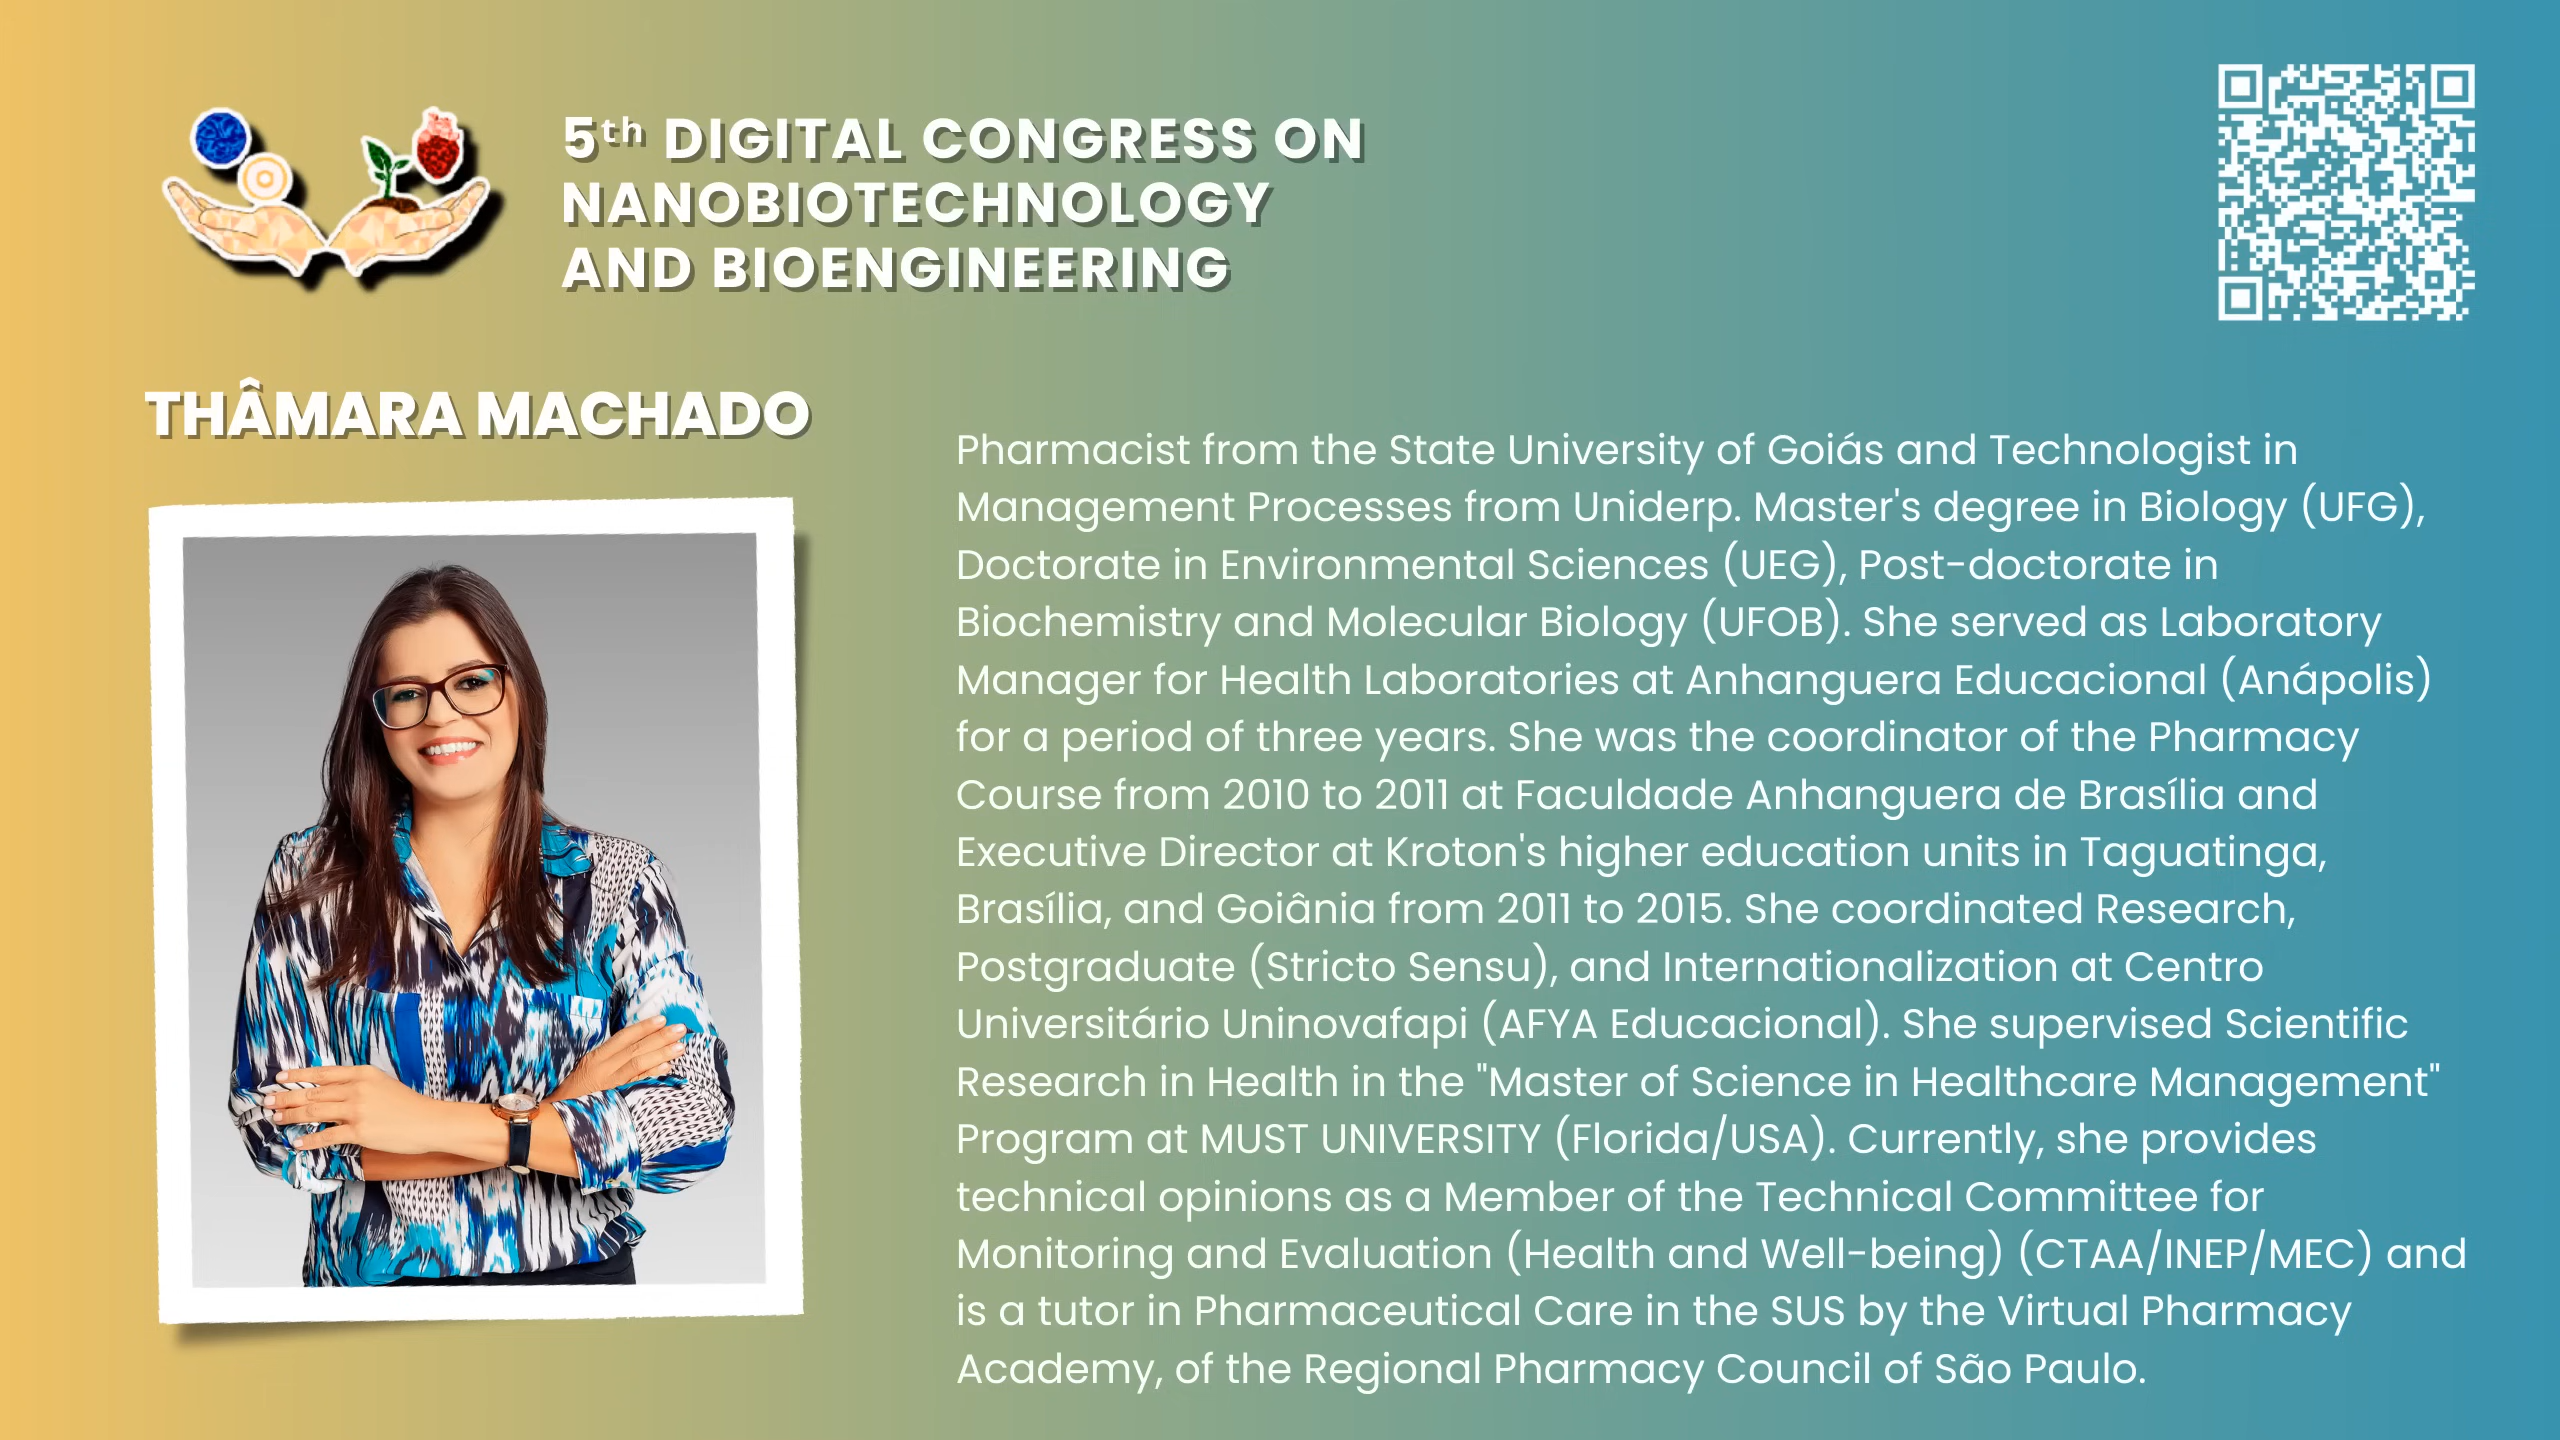 5th DIGITAL CONGRESS ON
NANOBIOTECHNOLOGY
AND BIOENGINEERING
THÂMARA MACHADO
Pharmacist from the State University of Goiás and Technologist in
Management Processes from Uniderp. Master's degree in Biology (UFG),
Doctorate in Environmental Sciences (UEG), Post-doctorate in
Biochemistry and Molecular Biology (UFOB). She served as Laboratory
Manager for Health Laboratories at Anhanguera Educacional (Anápolis)
for a period of three years. She was the coordinator of the Pharmacy
Course from 2010 to 2011 at Faculdade Anhanguera de Brasília and
Executive Director at Kroton's higher education units in Taguatinga,
Brasília, and Goiânia from 2011 to 2015. She coordinated Research,
Postgraduate (Stricto Sensu), and Internationalization at Centro
Universitário Uninovafapi (AFYA Educacional). She supervised Scientific
Research in Health in the "Master of Science in Healthcare Management"
Program at MUST UNIVERSITY (Florida/USA). Currently, she provides
technical opinions as a Member of the Technical Committee for
Monitoring and Evaluation (Health and Well-being) (CTAA/INEP/MEC) and
is a tutor in Pharmaceutical Care in the SUS by the Virtual Pharmacy
Academy, of the Regional Pharmacy Council of São Paulo.